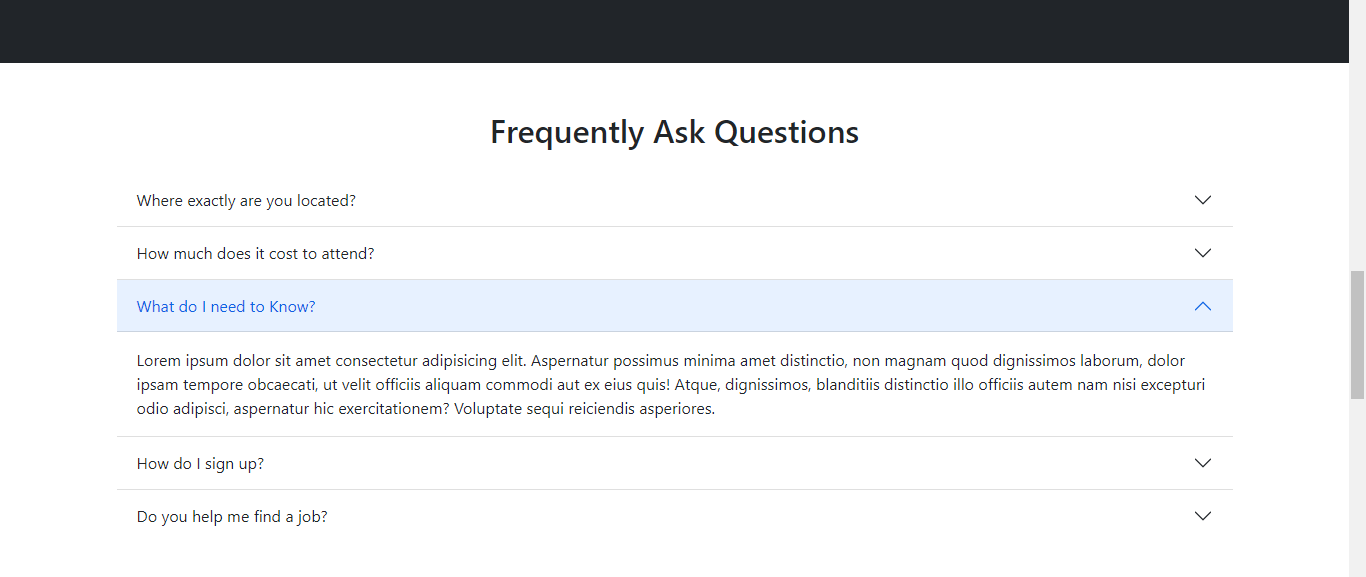 Frequently Ask Questions
Where exactly are you located?
How much does it cost to attend?
What do I need to Know?
Lorem ipsum dolor sit amet consectetur adipisicing elit. Aspernatur possimus minima amet distinctio, non magnam quod dignissimos laborum, dolor
ipsam tempore obcaecati, ut velit officiis aliquam commodi aut ex eius quis! Atque, dignissimos, blanditiis distinctio illo officiis autem nam nisi excepturi
odio adipisci, aspernatur hic exercitationem? Voluptate sequi reiciendis asperiores.
How do I sign up?
Do you help me find a job?